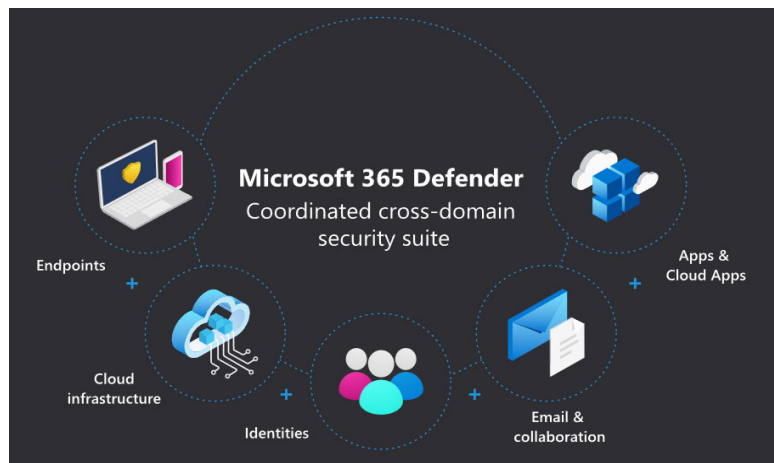 Microsoft 365 Defender
Coordinated cross-domain
security suite
Endpoints
+
Cloud
infrastructure
+
Identities
+
Email &
collaboration
+
Apps &
Cloud Apps